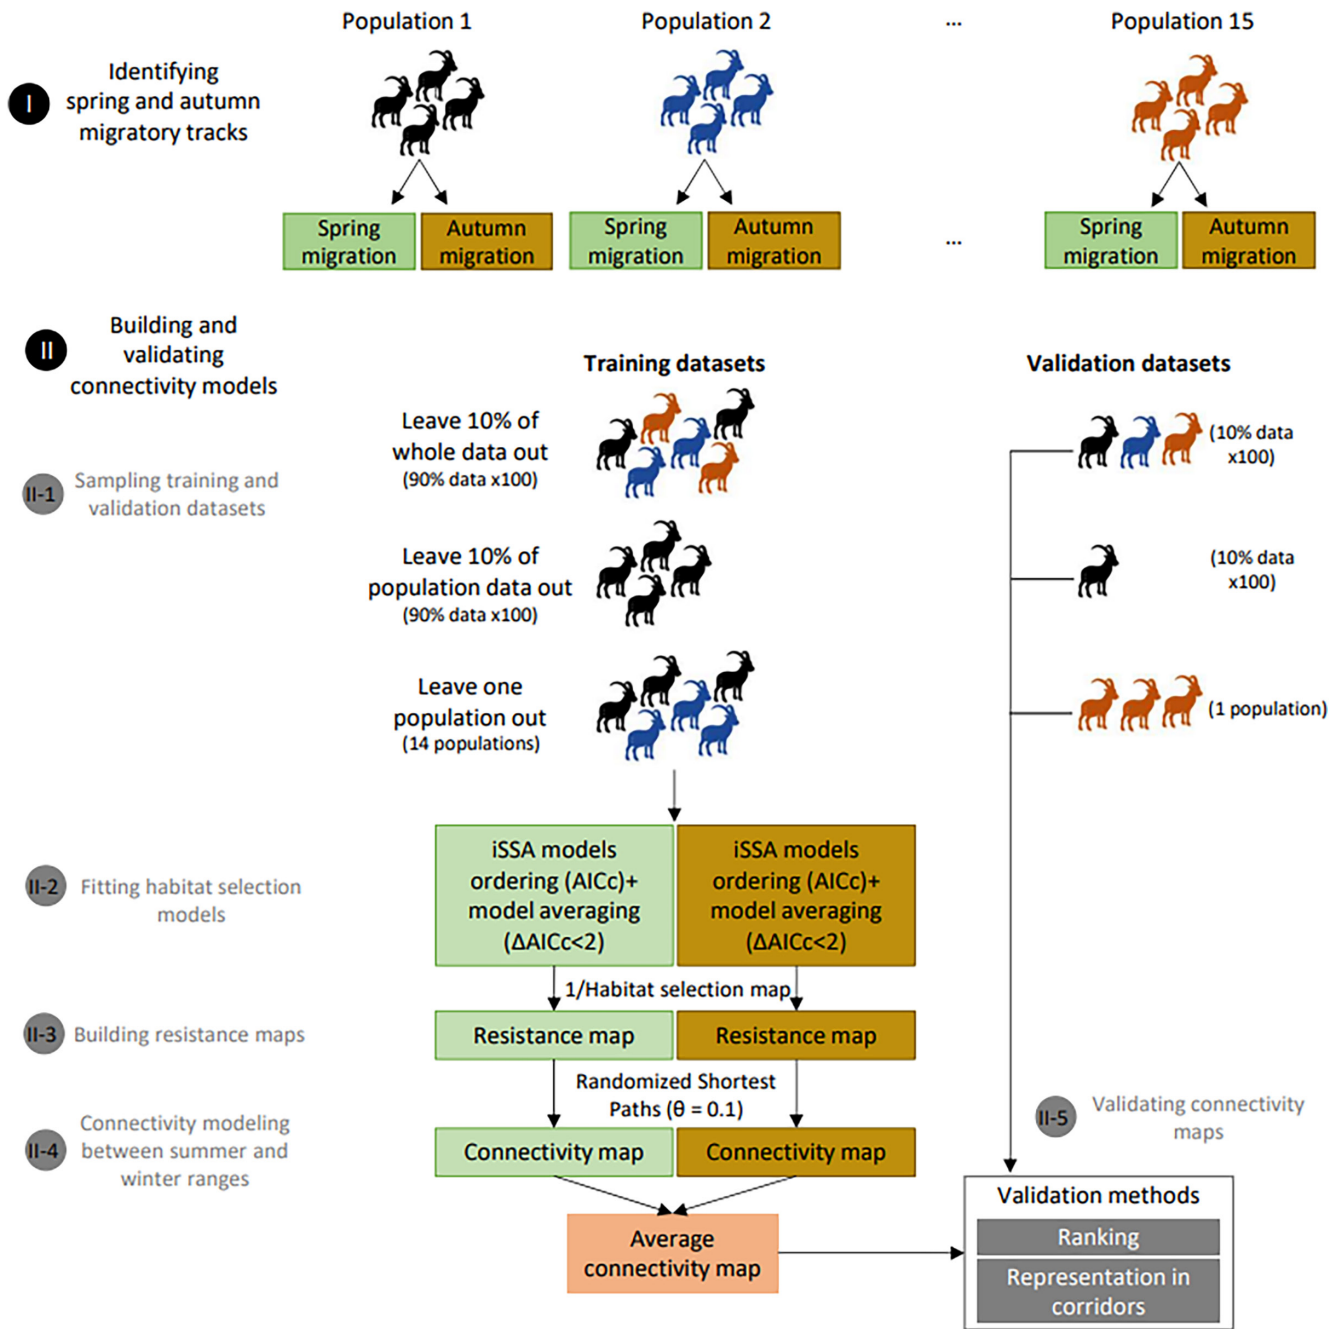 Population 1
Population 2
...
Population 15
I
Identifying
spring and autumn
migratory tracks
Spring
migration
Autumn
migration
Spring
migration
Autumn
migration
...
Spring
migration
Autumn
migration
II
Building and
validating
connectivity models
Training datasets
Validation datasets
II-1
Sampling training and
validation datasets
Leave 10% of
whole data out
(90% data x100)
(10% data
x100)
Leave 10% of
population data out
(90% data x100)
(10% data
x100)
Leave one
population out
(14 populations)
(1 population)
II-2
Fitting habitat selection
models
iSSA models
ordering (AICc)+
model averaging
(ΔAICc<2)
iSSA models
ordering (AICc)+
model averaging
(ΔAICc<2)
1/Habitat selection map
II-3
Building resistance maps
Resistance map
Resistance map
Randomized Shortest
Paths (θ = 0.1)
II-4
Connectivity modeling
between summer and
winter ranges
Connectivity map
Connectivity map
Average
connectivity map
II-5
Validating connectivity
maps
Validation methods
Ranking
Representation in
corridors